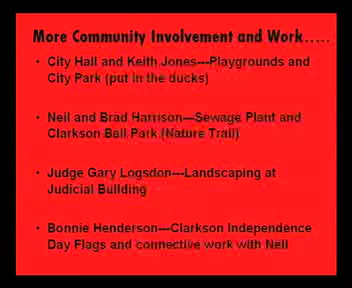 More Community Involvement and Work.....
• City Hall and Keith Jones---Playgrounds and
City Park (put in the ducks)
• Neil and Brad Harrison---Sewage Plant and
Clarkson Ball Park (Nature Trail)
• Judge Gary Logsdon---Landscaping at
Judicial Building
• Bonnie Henderson---Clarkson Independence
Day Flags and connective work with Neil